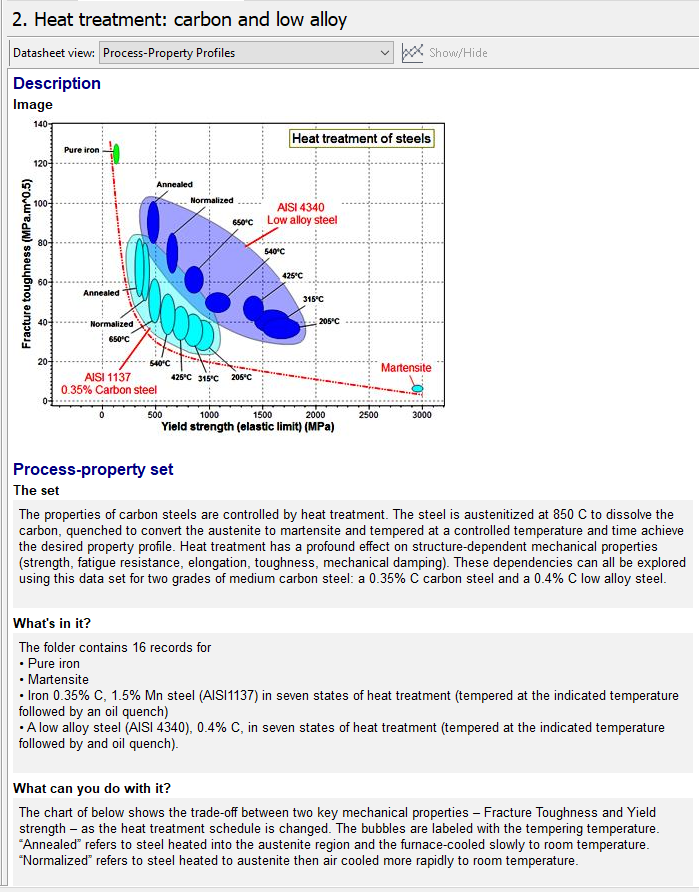 2. Heat treatment: carbon and low alloy
Datasheet view: Process-Property Profiles Show/Hide
Description
Image
Heat treatment of steels
140
120
100
80
60
40
20
0
Fracture toughness (MPa.m^0.5)
Pure iron
Annealed
Normalized
650°C
AISI 4340
Low alloy steel
540°C
425°C
315°C
205°C
Annealed
Normalized
650°C
540°C
425°C
315°C
205°C
AISI 1137
0.35% Carbon steel
Martensite
0 500 1000 1500 2000 2500 3000
Yield strength (elastic limit) (MPa)
Process-property set
The set
The properties of carbon steels are controlled by heat treatment. The steel is austenitized at 850 C to dissolve the
carbon, quenched to convert the austenite to martensite and tempered at a controlled temperature and time achieve
the desired property profile. Heat treatment has a profound effect on structure-dependent mechanical properties
(strength, fatigue resistance, elongation, toughness, mechanical damping). These dependencies can all be explored
using this data set for two grades of medium carbon steel: a 0.35% C carbon steel and a 0.4% C low alloy steel.
What's in it?
The folder contains 16 records for
• Pure iron
• Martensite
• Iron 0.35% C, 1.5% Mn steel (AISI1137) in seven states of heat treatment (tempered at the indicated temperature
followed by an oil quench)
• A low alloy steel (AISI 4340), 0.4% C, in seven states of heat treatment (tempered at the indicated temperature
followed by and oil quench).
What can you do with it?
The chart of below shows the trade-off between two key mechanical properties – Fracture Toughness and Yield
strength – as the heat treatment schedule is changed. The bubbles are labeled with the tempering temperature.
“Annealed” refers to steel heated into the austenite region and the furnace-cooled slowly to room temperature.
“Normalized” refers to steel heated to austenite then air cooled more rapidly to room temperature.